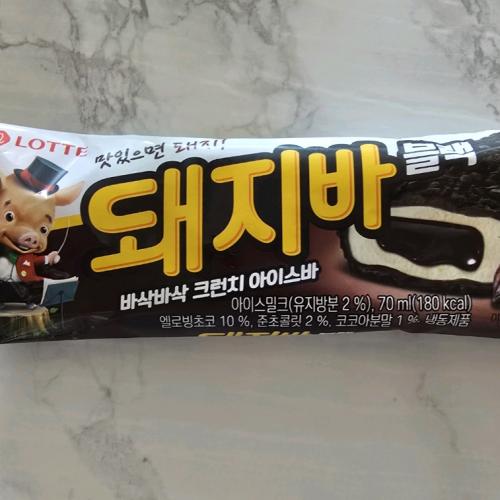 LOTTE
맛있으면 돼지!
돼지바
블랙
바삭바삭 크런치 아이스바
아이스밀크(유지방분 2 %), 70 ml(180 kcal)
엘로빙초코 10 %, 준초콜릿 2 %, 코코아분말 1 %, 냉동제품